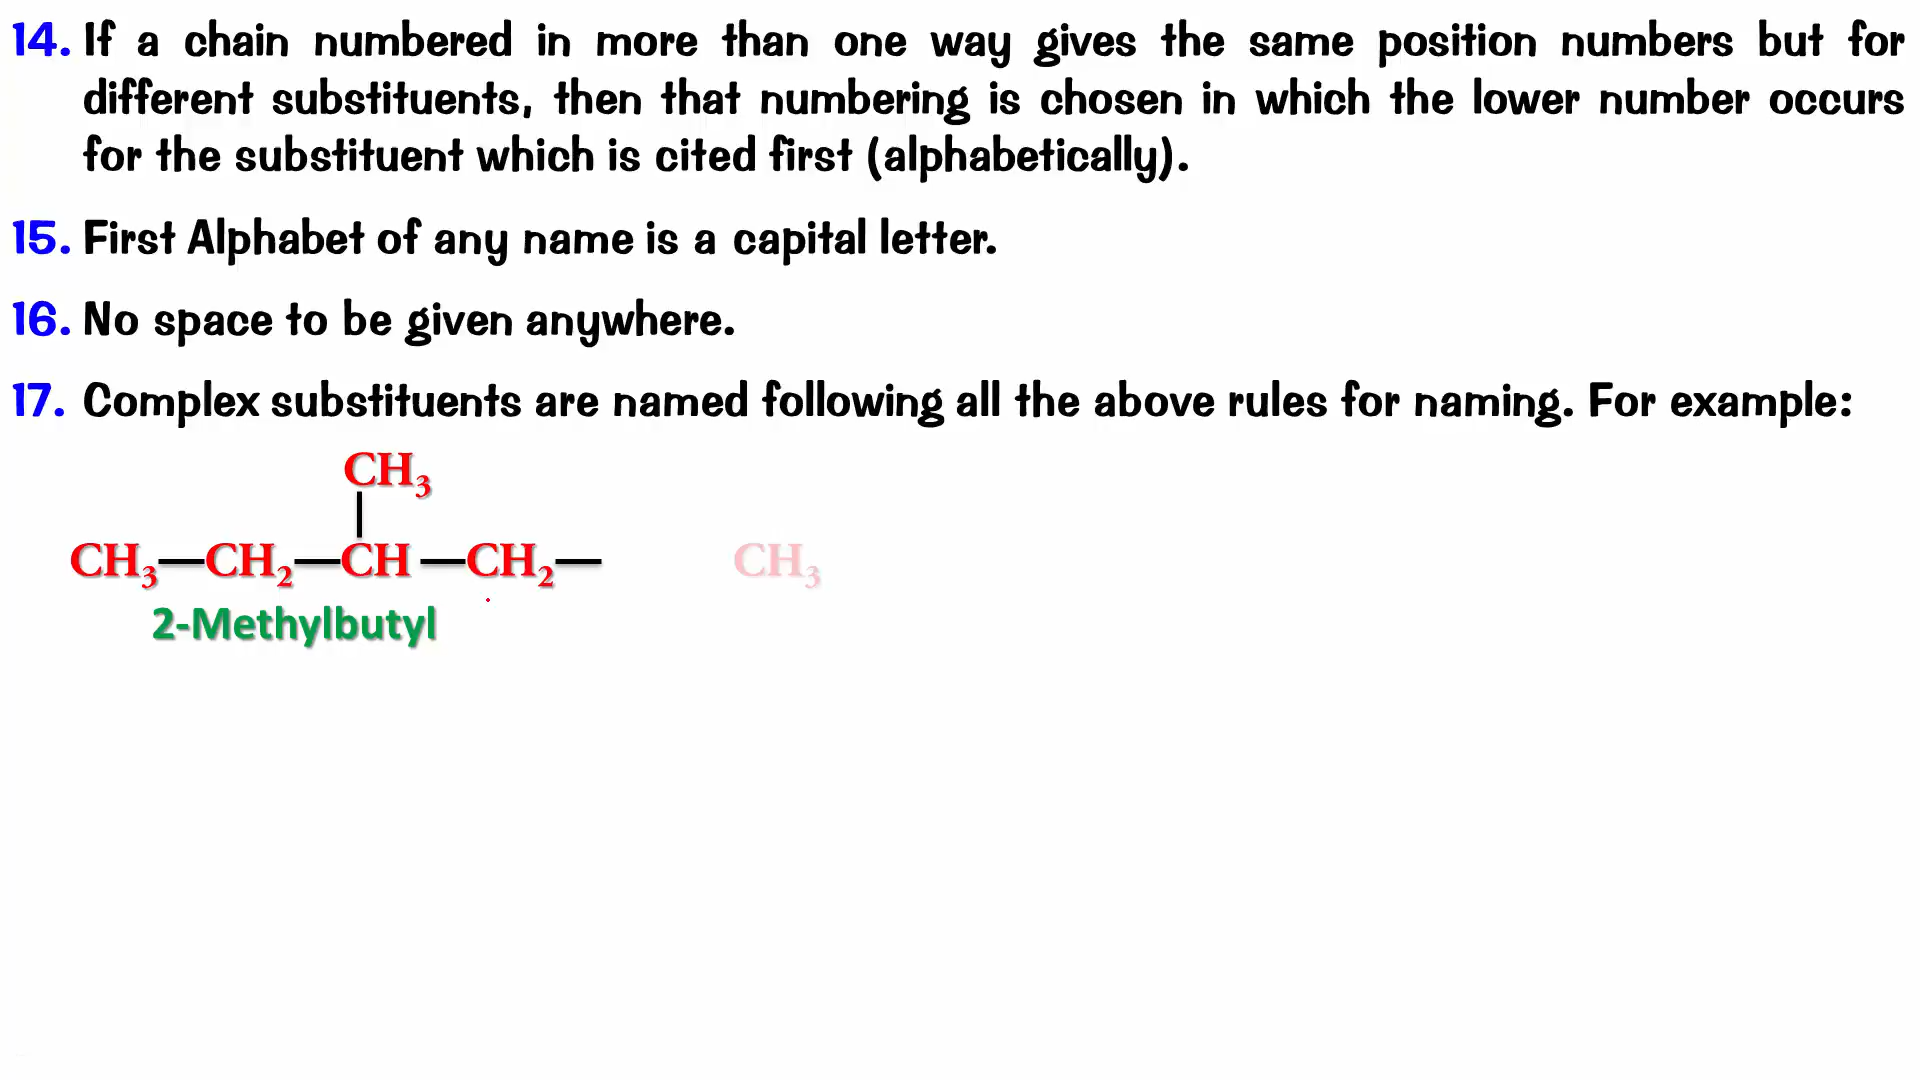 14. If a chain numbered in more than one way gives the same position numbers but for
different substituents, then that numbering is chosen in which the lower number occurs
for the substituent which is cited first (alphabetically).
15. First Alphabet of any name is a capital letter.
16. No space to be given anywhere.
17. Complex substituents are named following all the above rules for naming. For example:
CH₃
CH₃—CH₂—CH—CH₂— CH₃
2-Methylbutyl